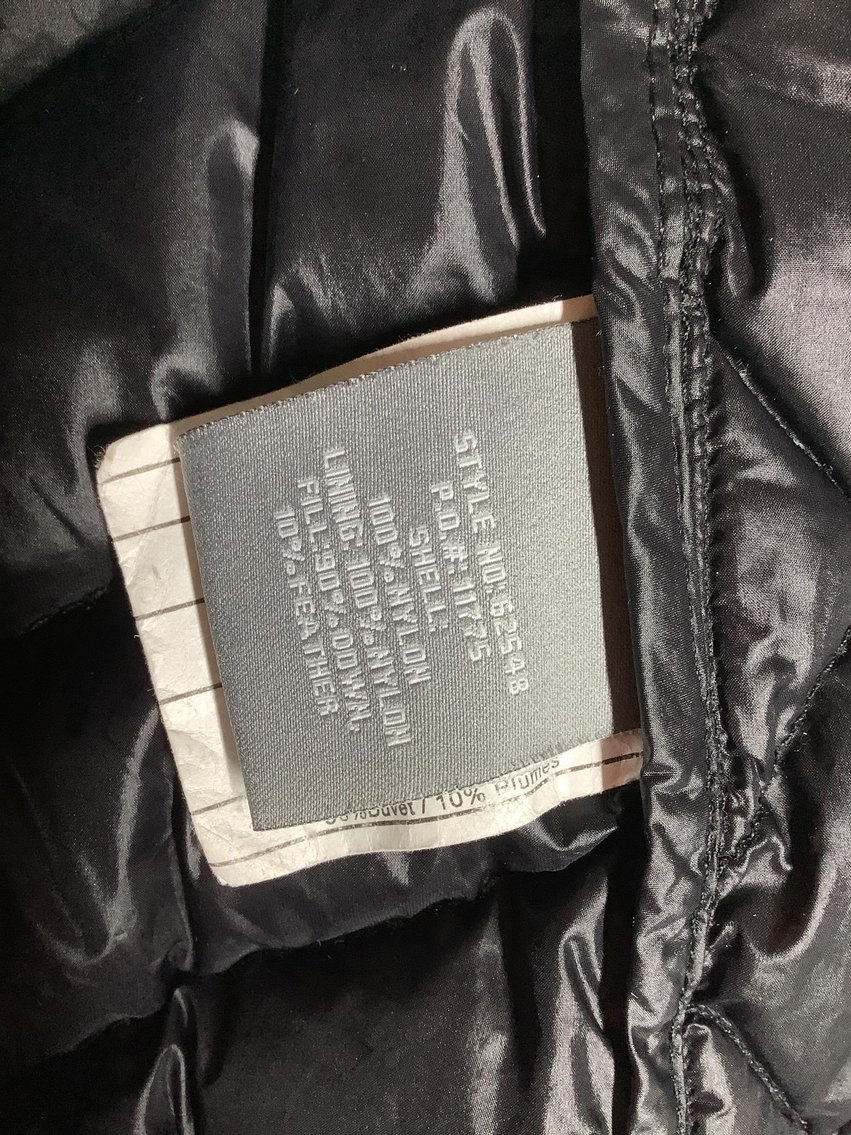 STYLE NO: 62548
P.O. #: 11775
SHELL:
100% NYLON
LINING: 100% NYLON
FILL: 90% DOWN,
10% FEATHER
Duvet / 10% Plumes